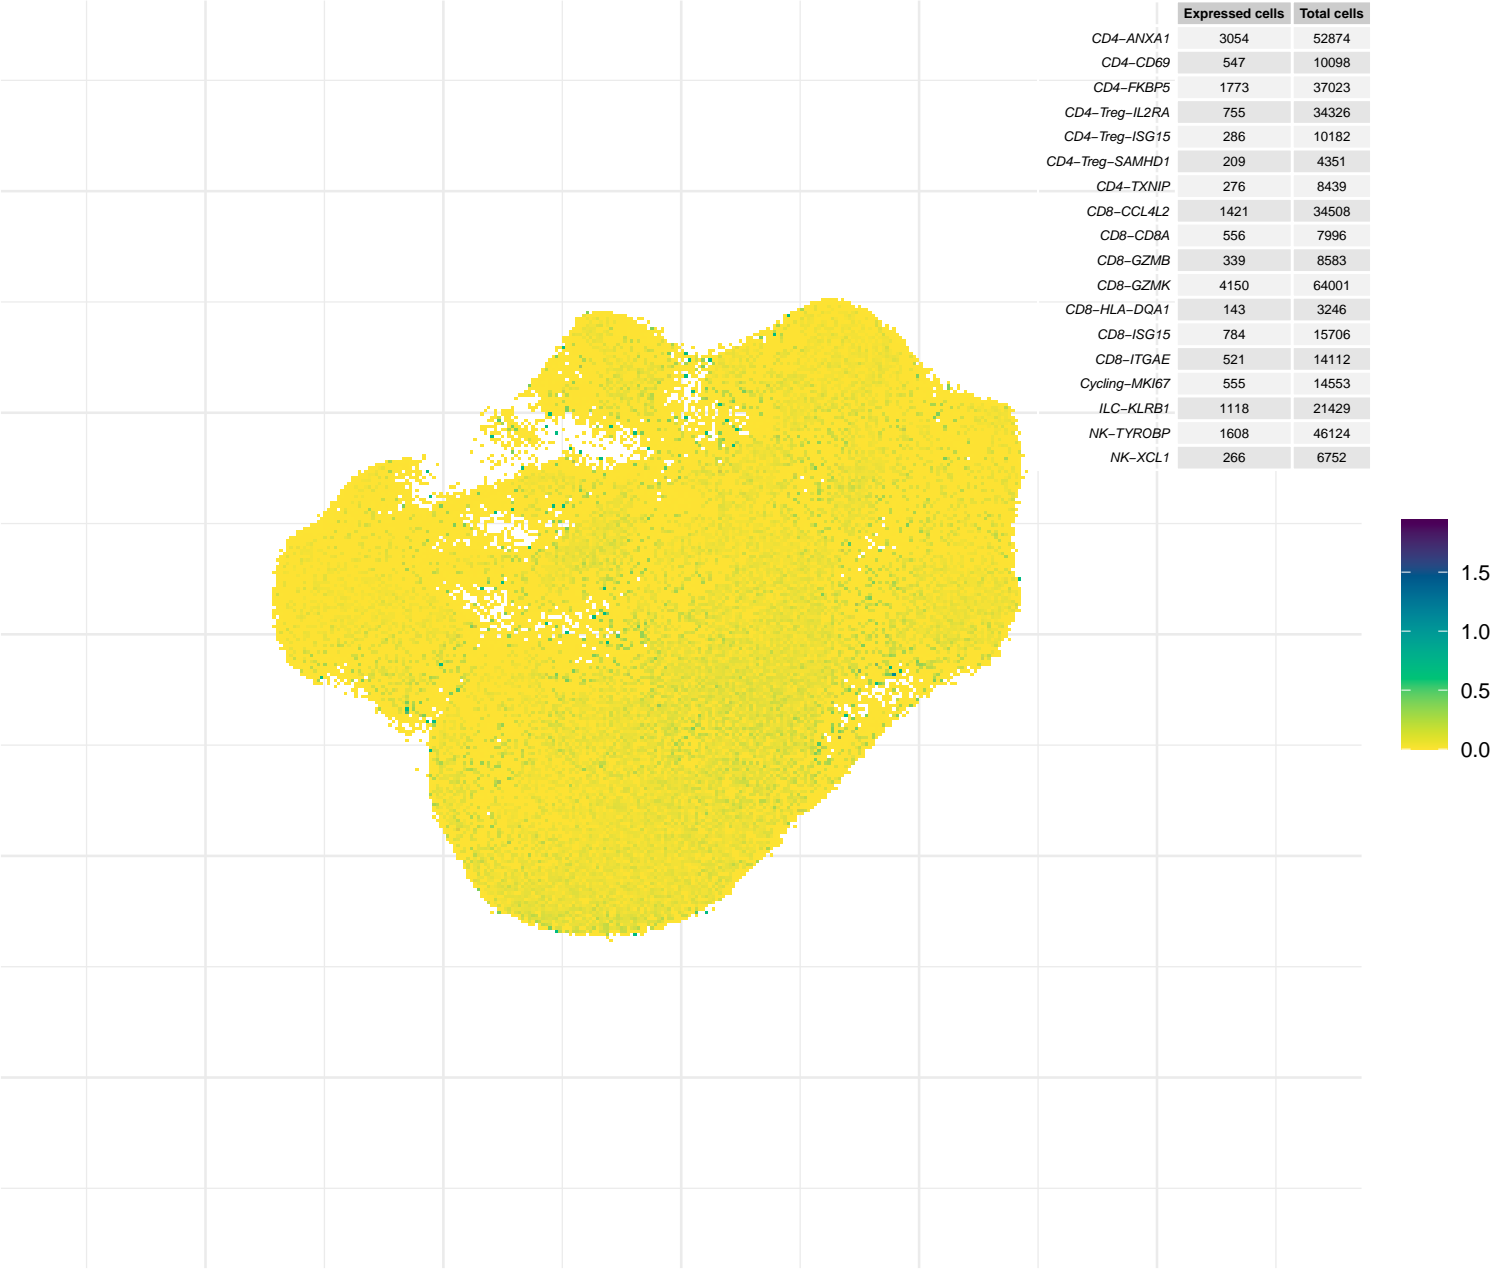 Expressed cells Total cells
CD4−ANXA1 3054 52874
CD4−CD69 547 10098
CD4−FKBP5 1773 37023
CD4−Treg−IL2RA 755 34326
CD4−Treg−ISG15 286 10182
CD4−Treg−SAMHD1 209 4351
CD4−TXNIP 276 8439
CD8−CCL4L2 1421 34508
CD8−CD8A 556 7996
CD8−GZMB 339 8583
CD8−GZMK 4150 64001
CD8−HLA−DQA1 143 3246
CD8−ISG15 784 15706
CD8−ITGAE 521 14112
Cycling−MKI67 555 14553
ILC−KLRB1 1118 21429
NK−TYROBP 1608 46124
NK−XCL1 266 6752
1.5
1.0
0.5
0.0